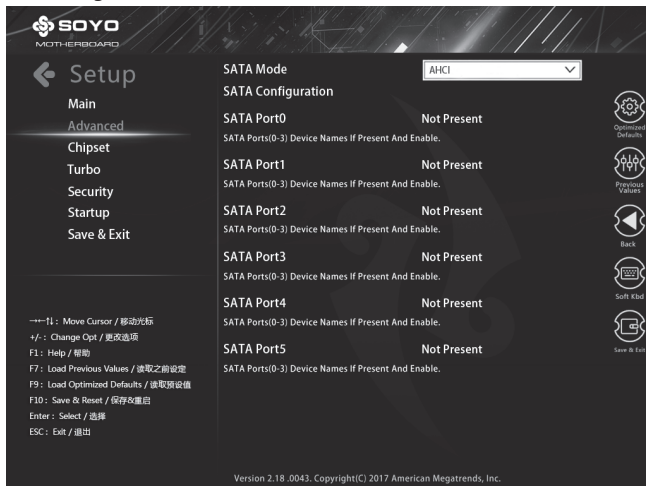 SOYO
MOTHERBOARD
Setup
Main
Advanced
Chipset
Turbo
Security
Startup
Save & Exit
→←↑↓: Move Cursor / 移动光标
+/-: Change Opt / 更改选项
F1: Help / 帮助
F7: Load Previous Values / 读取之前设定
F9: Load Optimized Defaults / 读取预设值
F10: Save & Reset / 保存&重启
Enter: Select / 选择
ESC: Exit / 退出
SATA Mode AHCI
SATA Configuration
SATA Port0 Not Present
SATA Ports(0-3) Device Names If Present And Enable.
SATA Port1 Not Present
SATA Ports(0-3) Device Names If Present And Enable.
SATA Port2 Not Present
SATA Ports(0-3) Device Names If Present And Enable.
SATA Port3 Not Present
SATA Ports(0-3) Device Names If Present And Enable.
SATA Port4 Not Present
SATA Ports(0-3) Device Names If Present And Enable.
SATA Port5 Not Present
SATA Ports(0-3) Device Names If Present And Enable.
Optimized
Defaults
Previous
Values
Back
Soft Kbd
Save & Exit
Version 2.18 .0043. Copyright(C) 2017 American Megatrends, Inc.